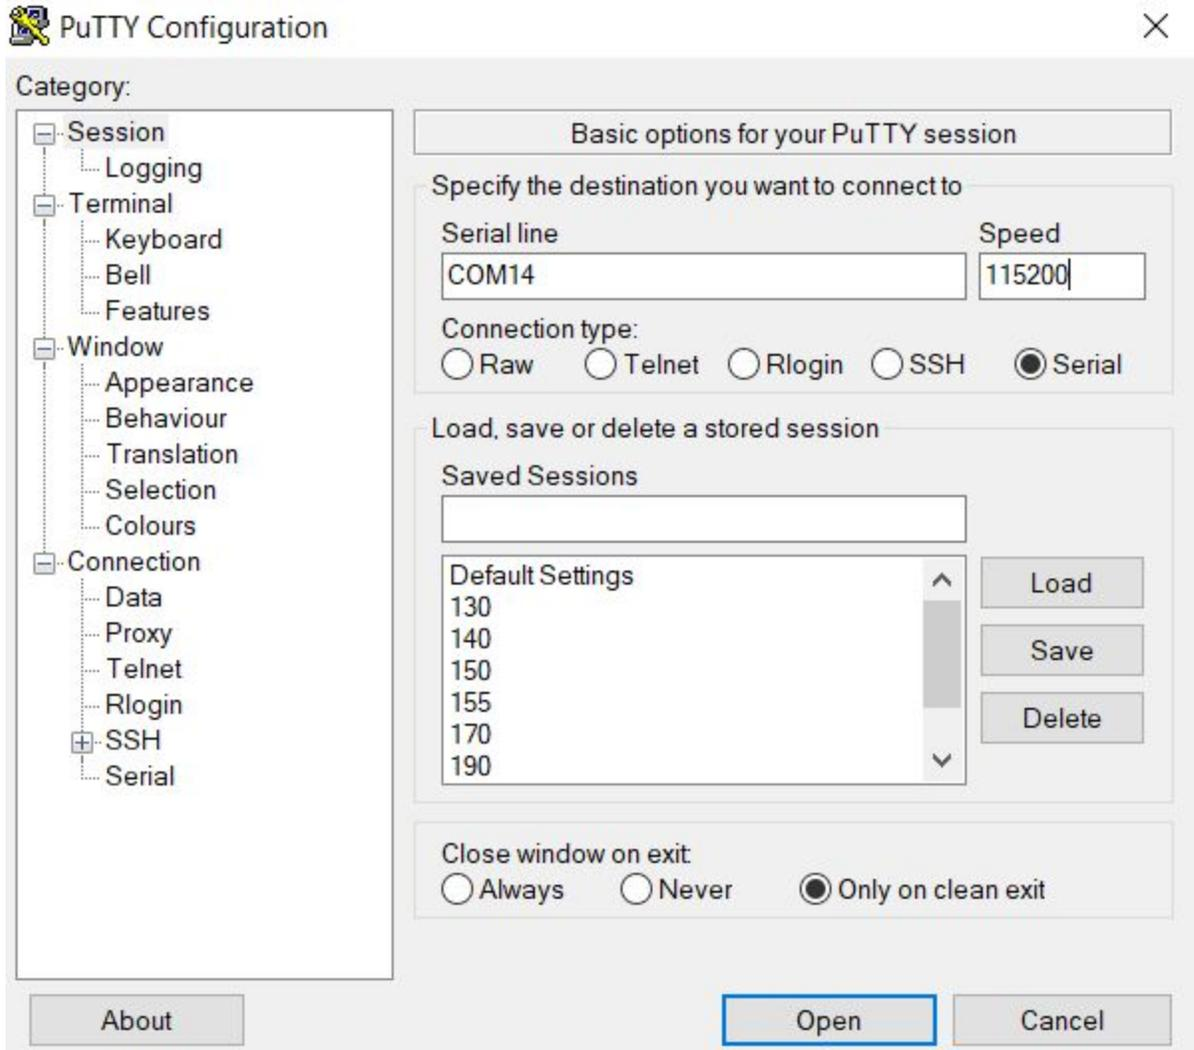 PuTTY Configuration
Category:
Session
Logging
Terminal
Keyboard
Bell
Features
Window
Appearance
Behaviour
Translation
Selection
Colours
Connection
Data
Proxy
Telnet
Rlogin
SSH
Serial
Basic options for your PuTTY session
Specify the destination you want to connect to
Serial line Speed
COM14 115200
Connection type:
Raw Telnet Rlogin SSH Serial
Load, save or delete a stored session
Saved Sessions
Default Settings
130
140
150
155
170
190
Load
Save
Delete
Close window on exit:
Always Never Only on clean exit
About Open Cancel